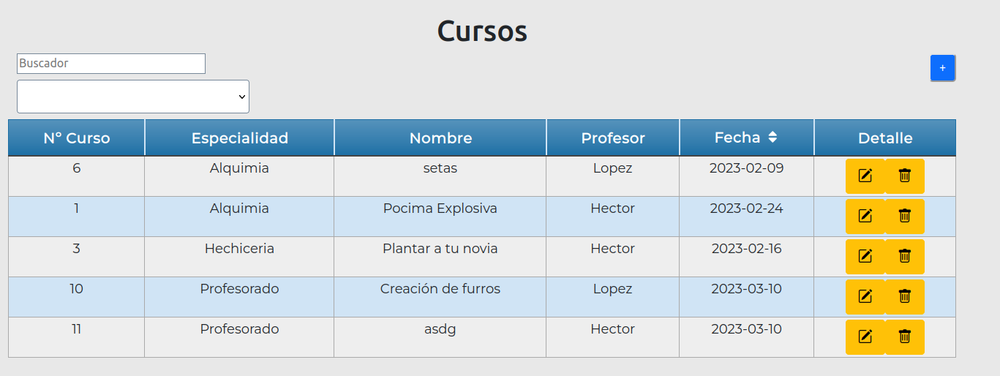 Cursos
Buscador
+
Nº Curso Especialidad Nombre Profesor Fecha Detalle
6 Alquimia setas Lopez 2023-02-09
1 Alquimia Pocima Explosiva Hector 2023-02-24
3 Hechiceria Plantar a tu novia Hector 2023-02-16
10 Profesorado Creación de furros Lopez 2023-03-10
11 Profesorado asdg Hector 2023-03-10